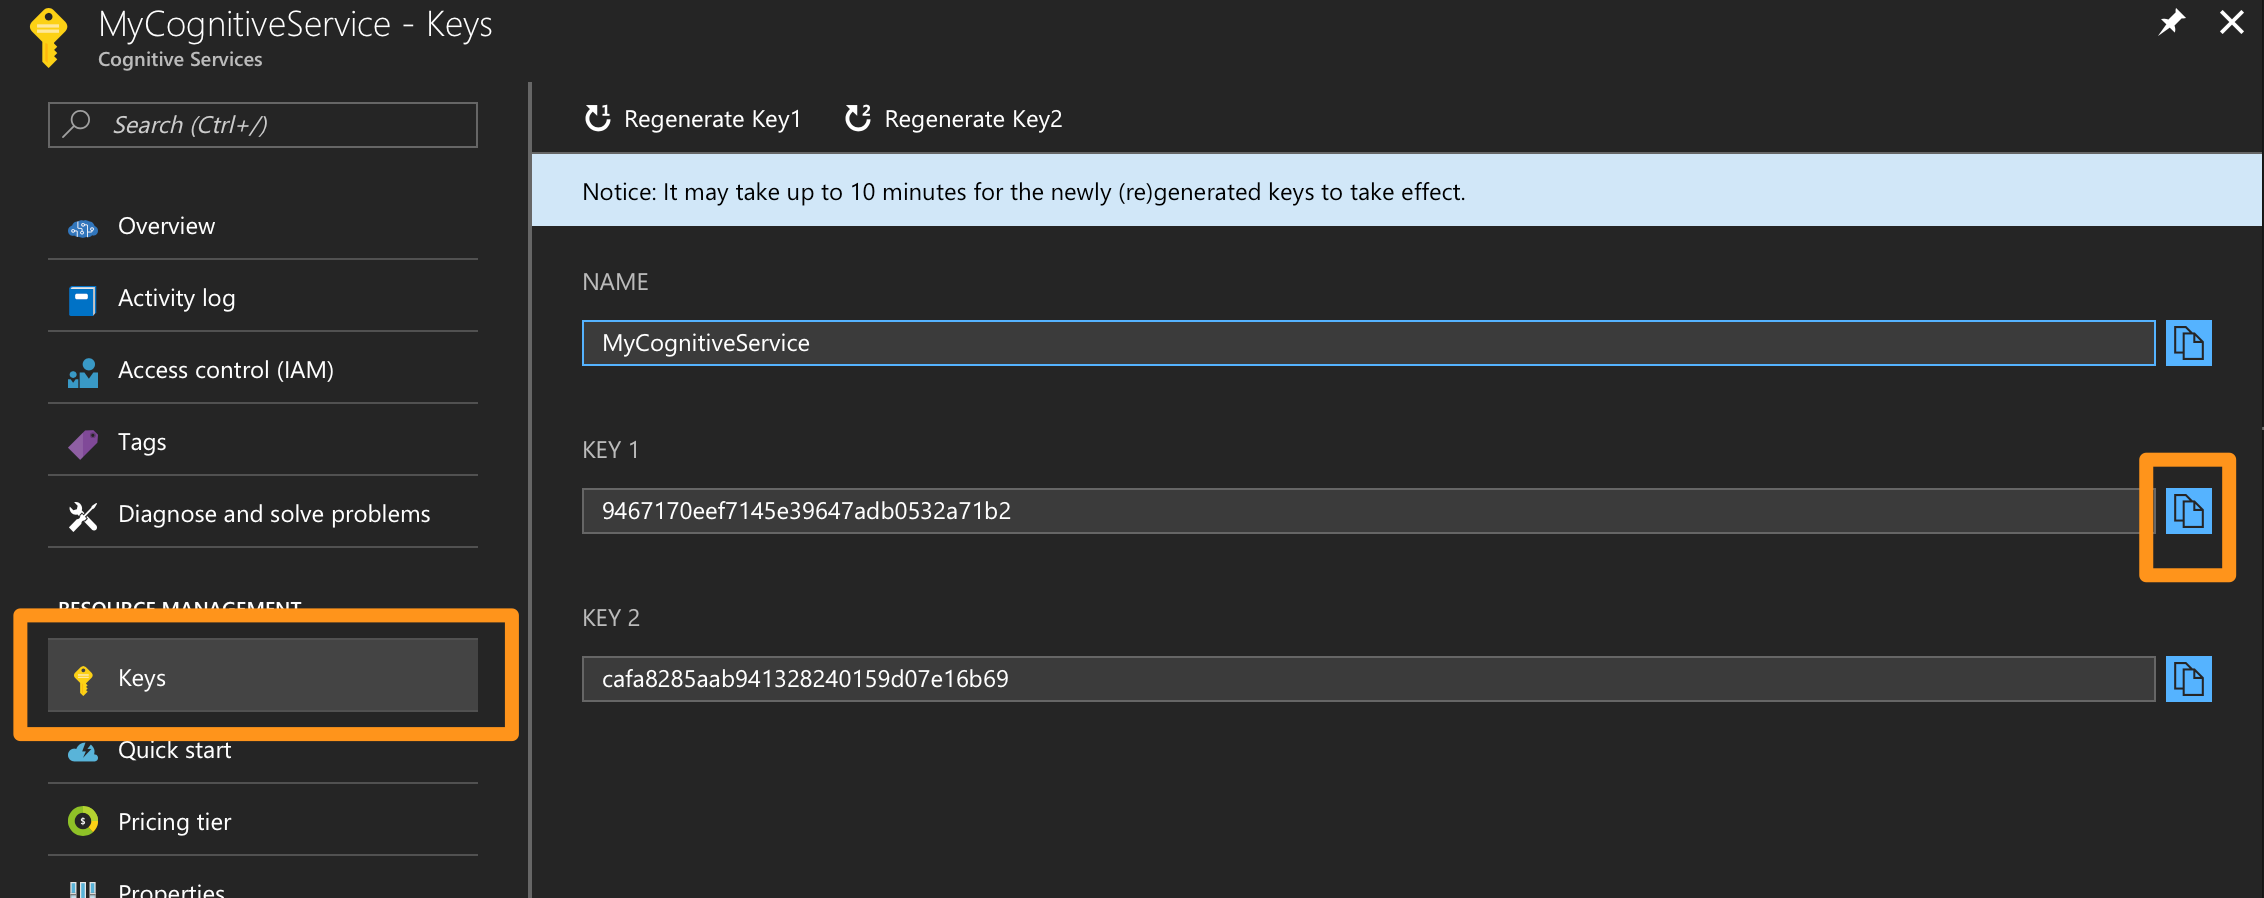 MyCognitiveService - Keys
Cognitive Services
Search (Ctrl+/)
Overview
Activity log
Access control (IAM)
Tags
Diagnose and solve problems
RESOURCE MANAGEMENT
Keys
Quick start
Pricing tier
Properties
1 Regenerate Key1
2 Regenerate Key2
Notice: It may take up to 10 minutes for the newly (re)generated keys to take effect.
NAME
MyCognitiveService
KEY 1
9467170eef7145e39647adb0532a71b2
KEY 2
cafa8285aab941328240159d07e16b69